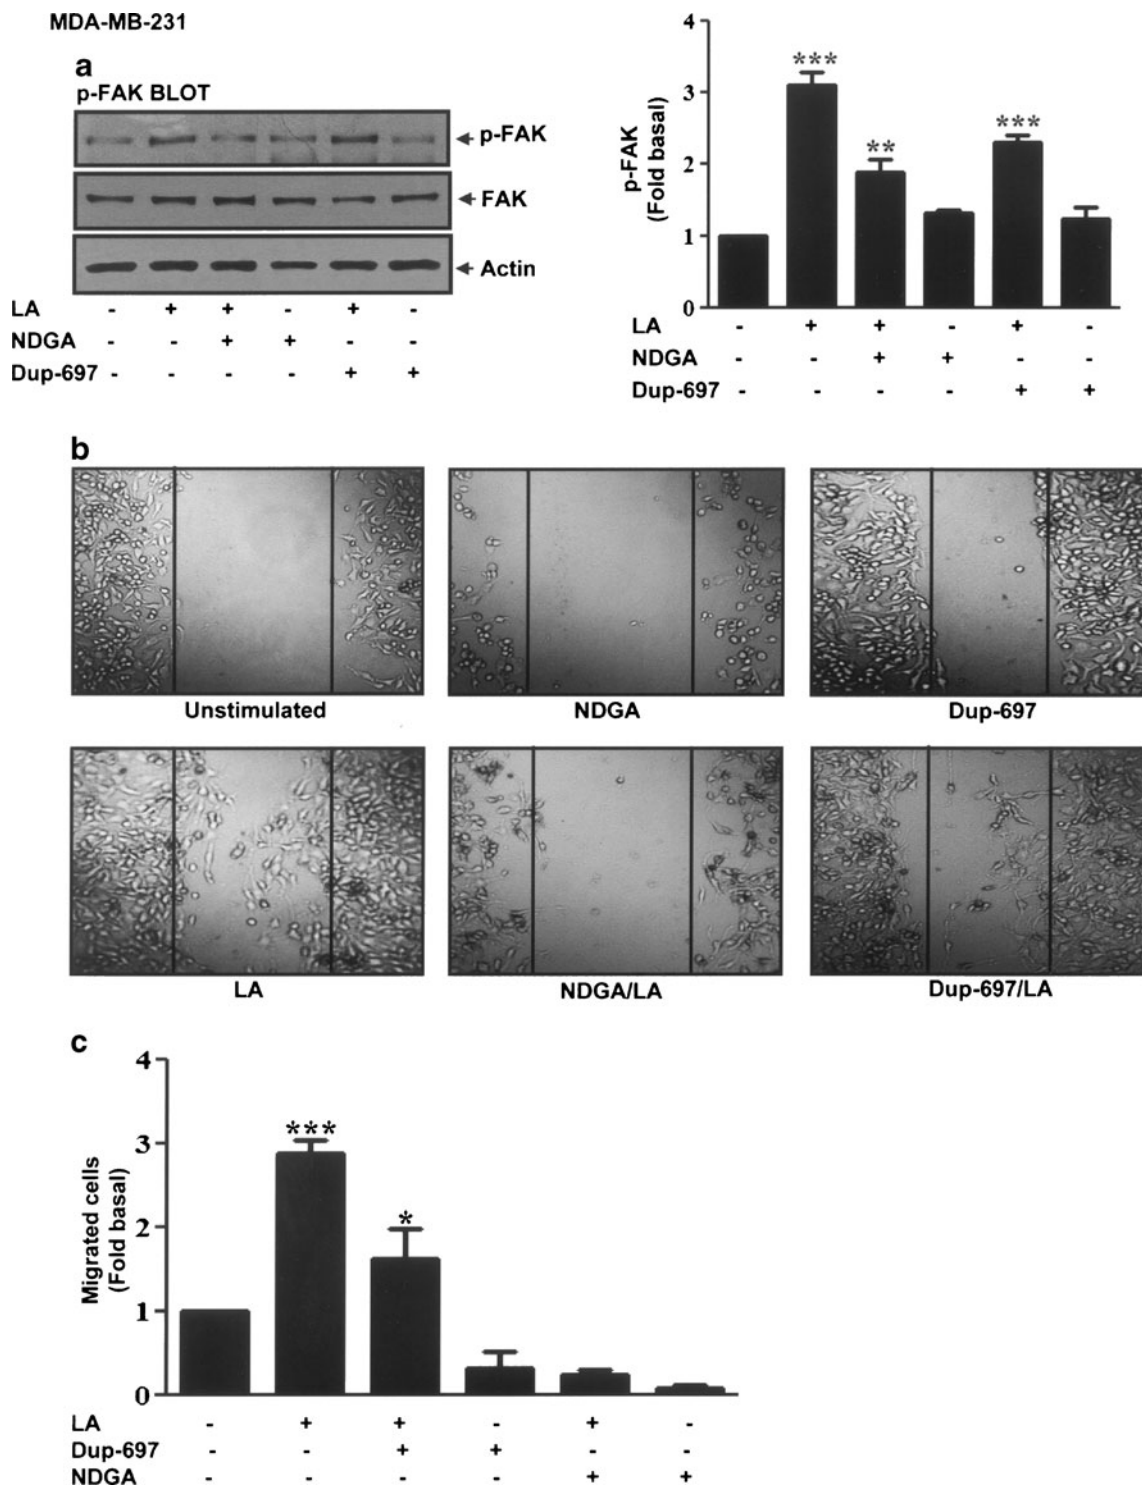 MDA-MB-231
a
p-FAK BLOT
p-FAK
FAK
Actin
LA - + + - + -
NDGA - - + + - -
Dup-697 - - - - + +
4
3
2
1
0
p-FAK
(Fold basal)
***
**
***
LA - + + - + -
NDGA - - + + - -
Dup-697 - - - - + +
b
Unstimulated
NDGA
Dup-697
LA
NDGA/LA
Dup-697/LA
c
4
3
2
1
0
Migrated cells
(Fold basal)
***
*
LA - + + - + -
Dup-697 - - + + - -
NDGA - - - - + +